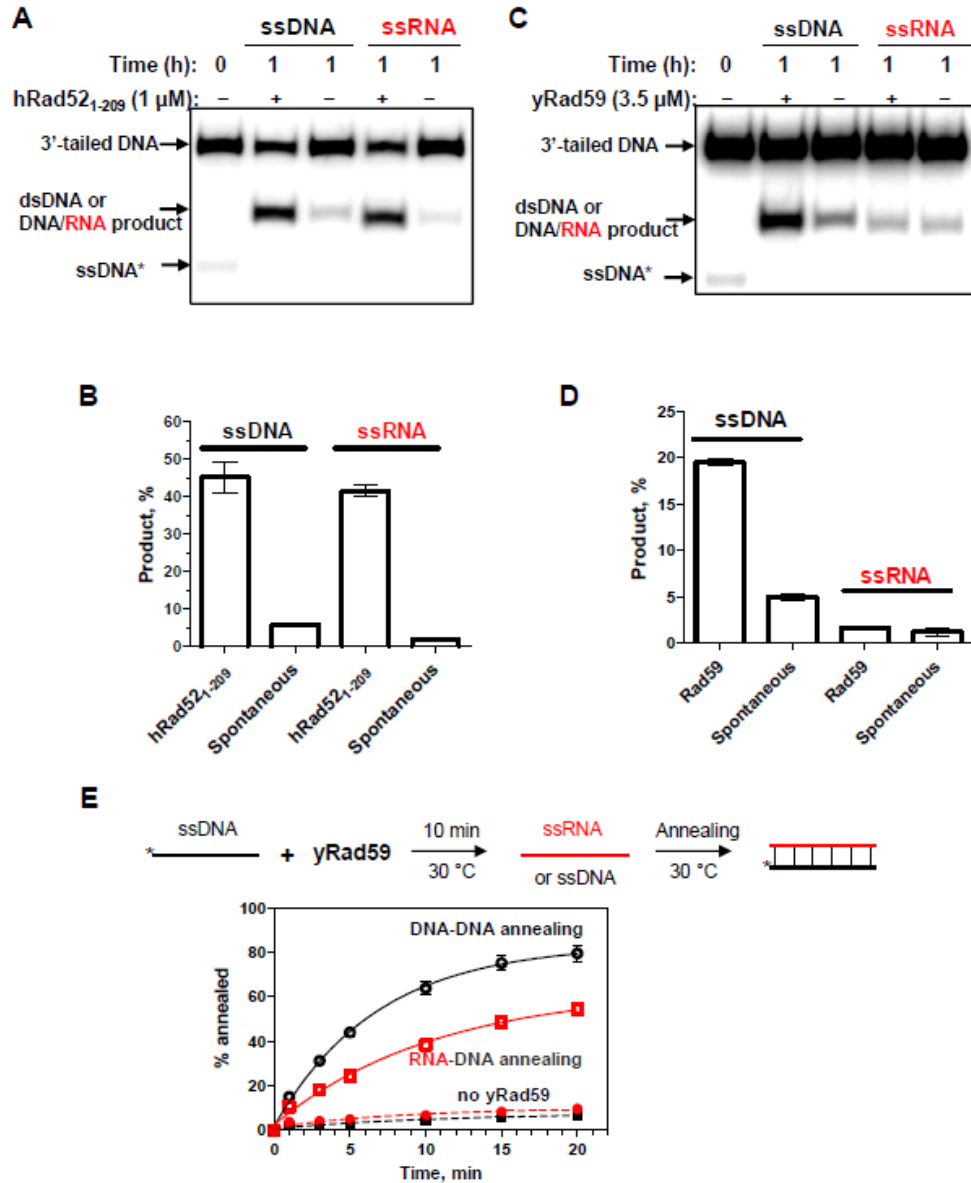 A
ssDNA ssRNA
Time (h): 0 1 1 1 1
hRad52₁₋₂₀₉ (1 µM): – + – + –
3'-tailed DNA
dsDNA or
DNA/RNA product
ssDNA*
C
ssDNA ssRNA
Time (h): 0 1 1 1 1
yRad59 (3.5 µM): – + – + –
3'-tailed DNA
dsDNA or
DNA/RNA product
ssDNA*
B
ssDNA ssRNA
Product, %
60
50
40
30
20
10
0
hRad52₁₋₂₀₉ Spontaneous hRad52₁₋₂₀₉ Spontaneous
D
ssDNA
ssRNA
Product, %
20
15
10
5
0
Rad59 Spontaneous Rad59 Spontaneous
E
ssDNA
* + yRad59
10 min
30 °C
ssRNA
or ssDNA
Annealing
30 °C
*
% annealed
100
80
60
40
20
0
DNA-DNA annealing
RNA-DNA annealing
no yRad59
0 5 10 15 20
Time, min